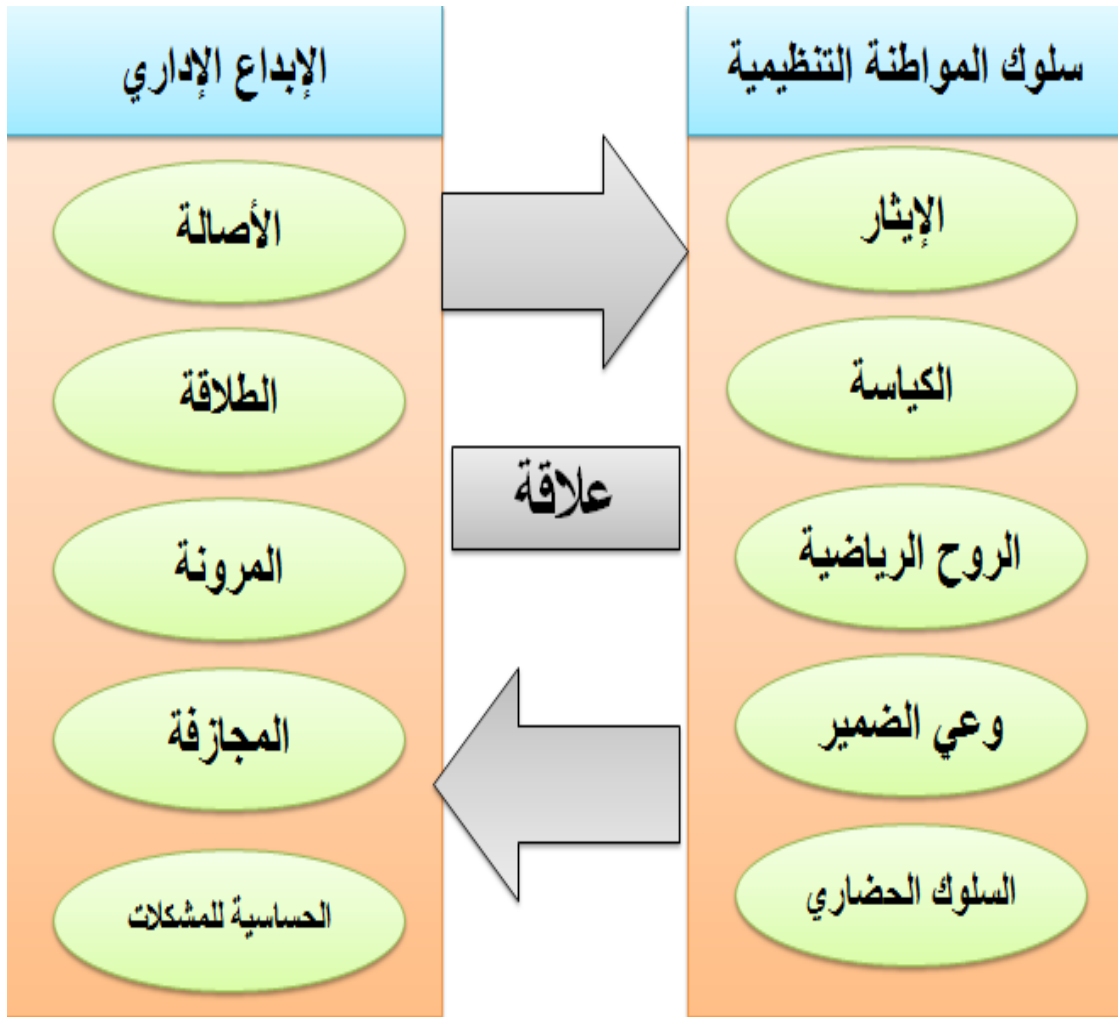 سلوك المواطنة التنظيمية
الإيثار
الكياسة
الروح الرياضية
وعي الضمير
السلوك الحضاري
علاقة
الإبداع الإداري
الأصالة
الطلاقة
المرونة
المجازفة
الحساسية للمشكلات